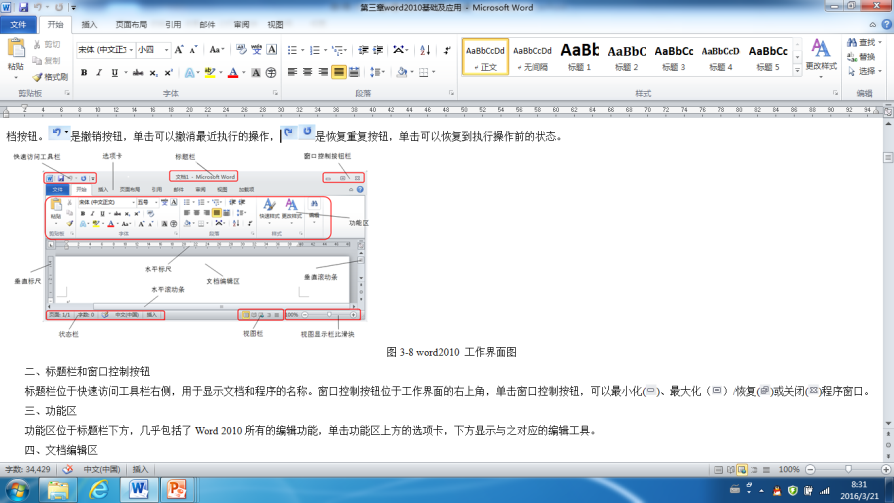 第三章word2010基础及应用 - Microsoft Word
文件 开始 插入 页面布局 引用 邮件 审阅 视图
粘贴 剪切 复制 格式刷
宋体 (中文正文 小四
AaBbCcDd AaBbCcDd AaBb AaBbC AaBbCc AaBbCcD AaBbCc
正文 无间隔 标题 1 标题 2 标题 3 标题 4 标题 5 更改样式
查找 替换 选择
剪贴板 字体 段落 样式 编辑
档按钮。是撤销按钮，单击可以撤消最近执行的操作，是恢复重复按钮，单击可以恢复到执行操作前的状态。
快速访问工具栏 选项卡 标题栏 窗口控制按钮栏
文档1 - Microsoft Word
文件 开始 插入 页面布局 引用 邮件 审阅 视图 加载项
宋体 (中文正文) 五号
粘贴 快速样式 更改样式 编辑
剪贴板 字体 段落 样式
功能区
水平标尺
垂直标尺 文档编辑区 垂直滚动条
水平滚动条
页面: 1/1 字数: 0 中文(中国) 插入 100%
状态栏 视图栏 视图显示栏比滑块
图 3-8 word2010 工作界面图
二、标题栏和窗口控制按钮
标题栏位于快速访问工具栏右侧，用于显示文档和程序的名称。窗口控制按钮位于工作界面的右上角，单击窗口控制按钮，可以最小化()、最大化（）/恢复()或关闭()程序窗口。
三、功能区
功能区位于标题栏下方，几乎包括了 Word 2010 所有的编辑功能，单击功能区上方的选项卡，下方显示与之对应的编辑工具。
四、文档编辑区
字数: 34,429 中文(中国) 插入 100%
8:31
2016/3/21